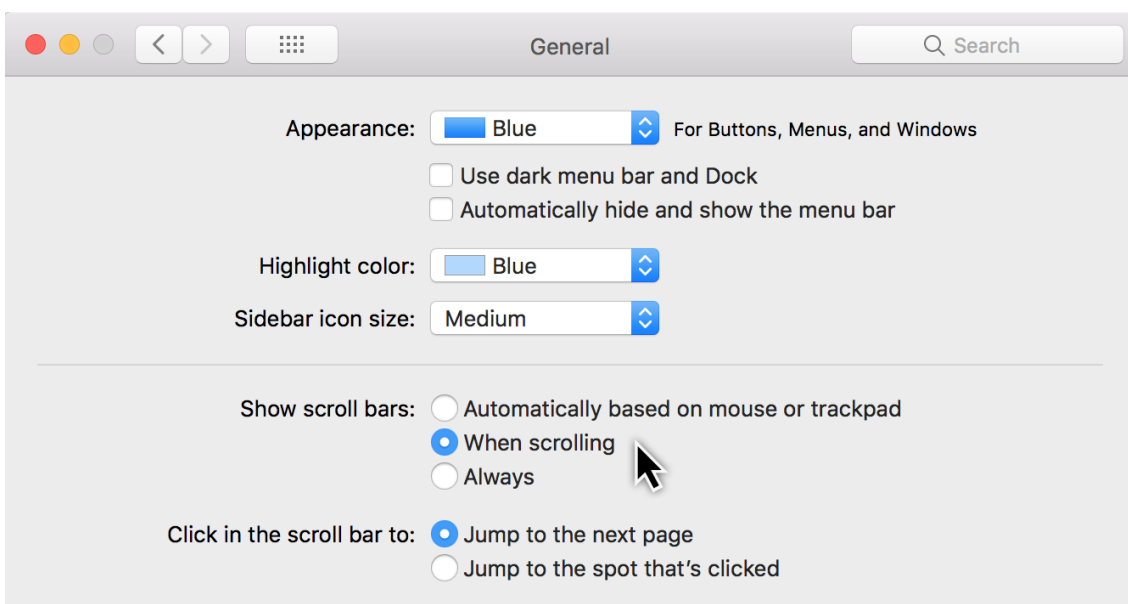 General
Search
Appearance: Blue For Buttons, Menus, and Windows
Use dark menu bar and Dock
Automatically hide and show the menu bar
Highlight color: Blue
Sidebar icon size: Medium
Show scroll bars: Automatically based on mouse or trackpad
When scrolling
Always
Click in the scroll bar to: Jump to the next page
Jump to the spot that’s clicked